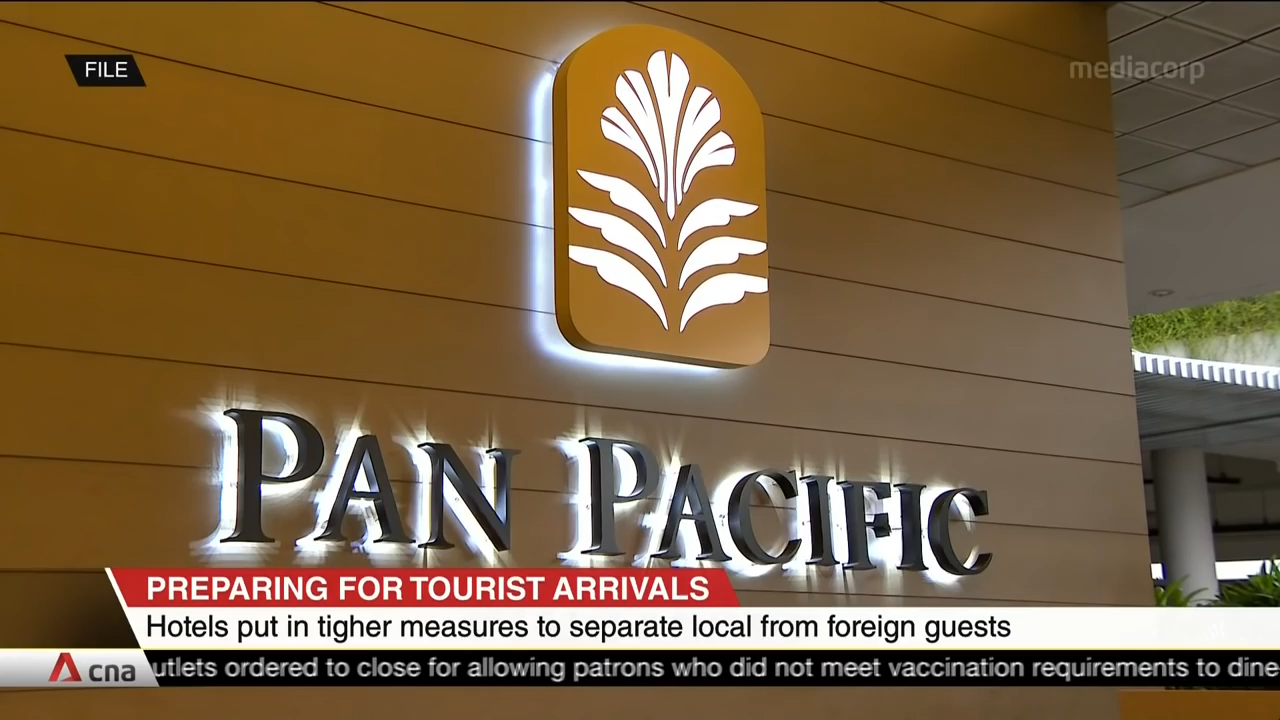 FILE
mediacorp
PAN PACIFIC
PREPARING FOR TOURIST ARRIVALS
Hotels put in tigher measures to separate local from foreign guests
cna
utlets ordered to close for allowing patrons who did not meet vaccination requirements to dine